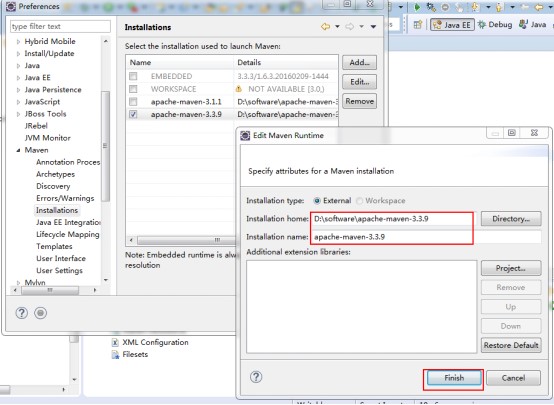 Preferences
type filter text
Hybrid Mobile
Install/Update
Java
Java EE
Java Persistence
JavaScript
JBoss Tools
JRebel
JVM Monitor
Maven
Annotation Proces
Archetypes
Discovery
Errors/Warnings
Installations
Java EE Integration
Lifecycle Mapping
Templates
User Interface
User Settings
Mylyn
Installations
Select the installation used to launch Maven:
Name Details
EMBEDDED 3.3.3/1.6.3.20160209-1444
WORKSPACE NOT AVAILABLE [3.0,)
apache-maven-3.1.1 D:\software\apache-maven-3
apache-maven-3.3.9 D:\software\apache-maven-3
Add...
Edit...
Remove
Note: Embedded runtime is alw
resolution
Java EE Debug Java
Edit Maven Runtime
Specify attributes for a Maven installation
Installation type: External Workspace
Installation home: D:\software\apache-maven-3.3.9 Directory...
Installation name: apache-maven-3.3.9
Additional extension libraries:
Project...
Remove
Up
Down
Restore Default
Finish Cancel
XML Configuration
Filesets